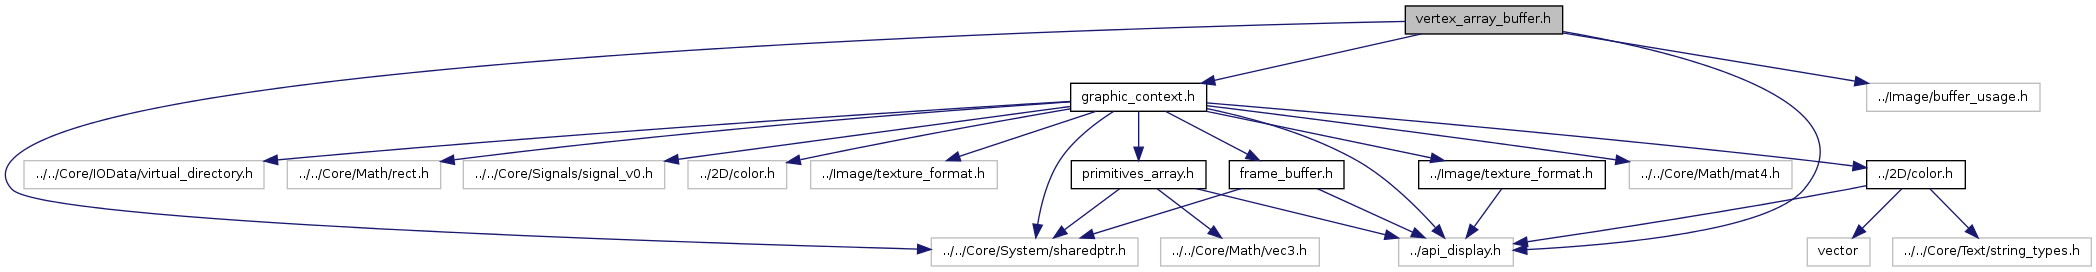 vertex_array_buffer.h
graphic_context.h
../Image/buffer_usage.h
../../Core/IOData/virtual_directory.h
../../Core/Math/rect.h
../../Core/Signals/signal_v0.h
../2D/color.h
../Image/texture_format.h
primitives_array.h
frame_buffer.h
../Image/texture_format.h
../../Core/Math/mat4.h
../2D/color.h
../../Core/System/sharedptr.h
../../Core/Math/vec3.h
../api_display.h
vector
../../Core/Text/string_types.h